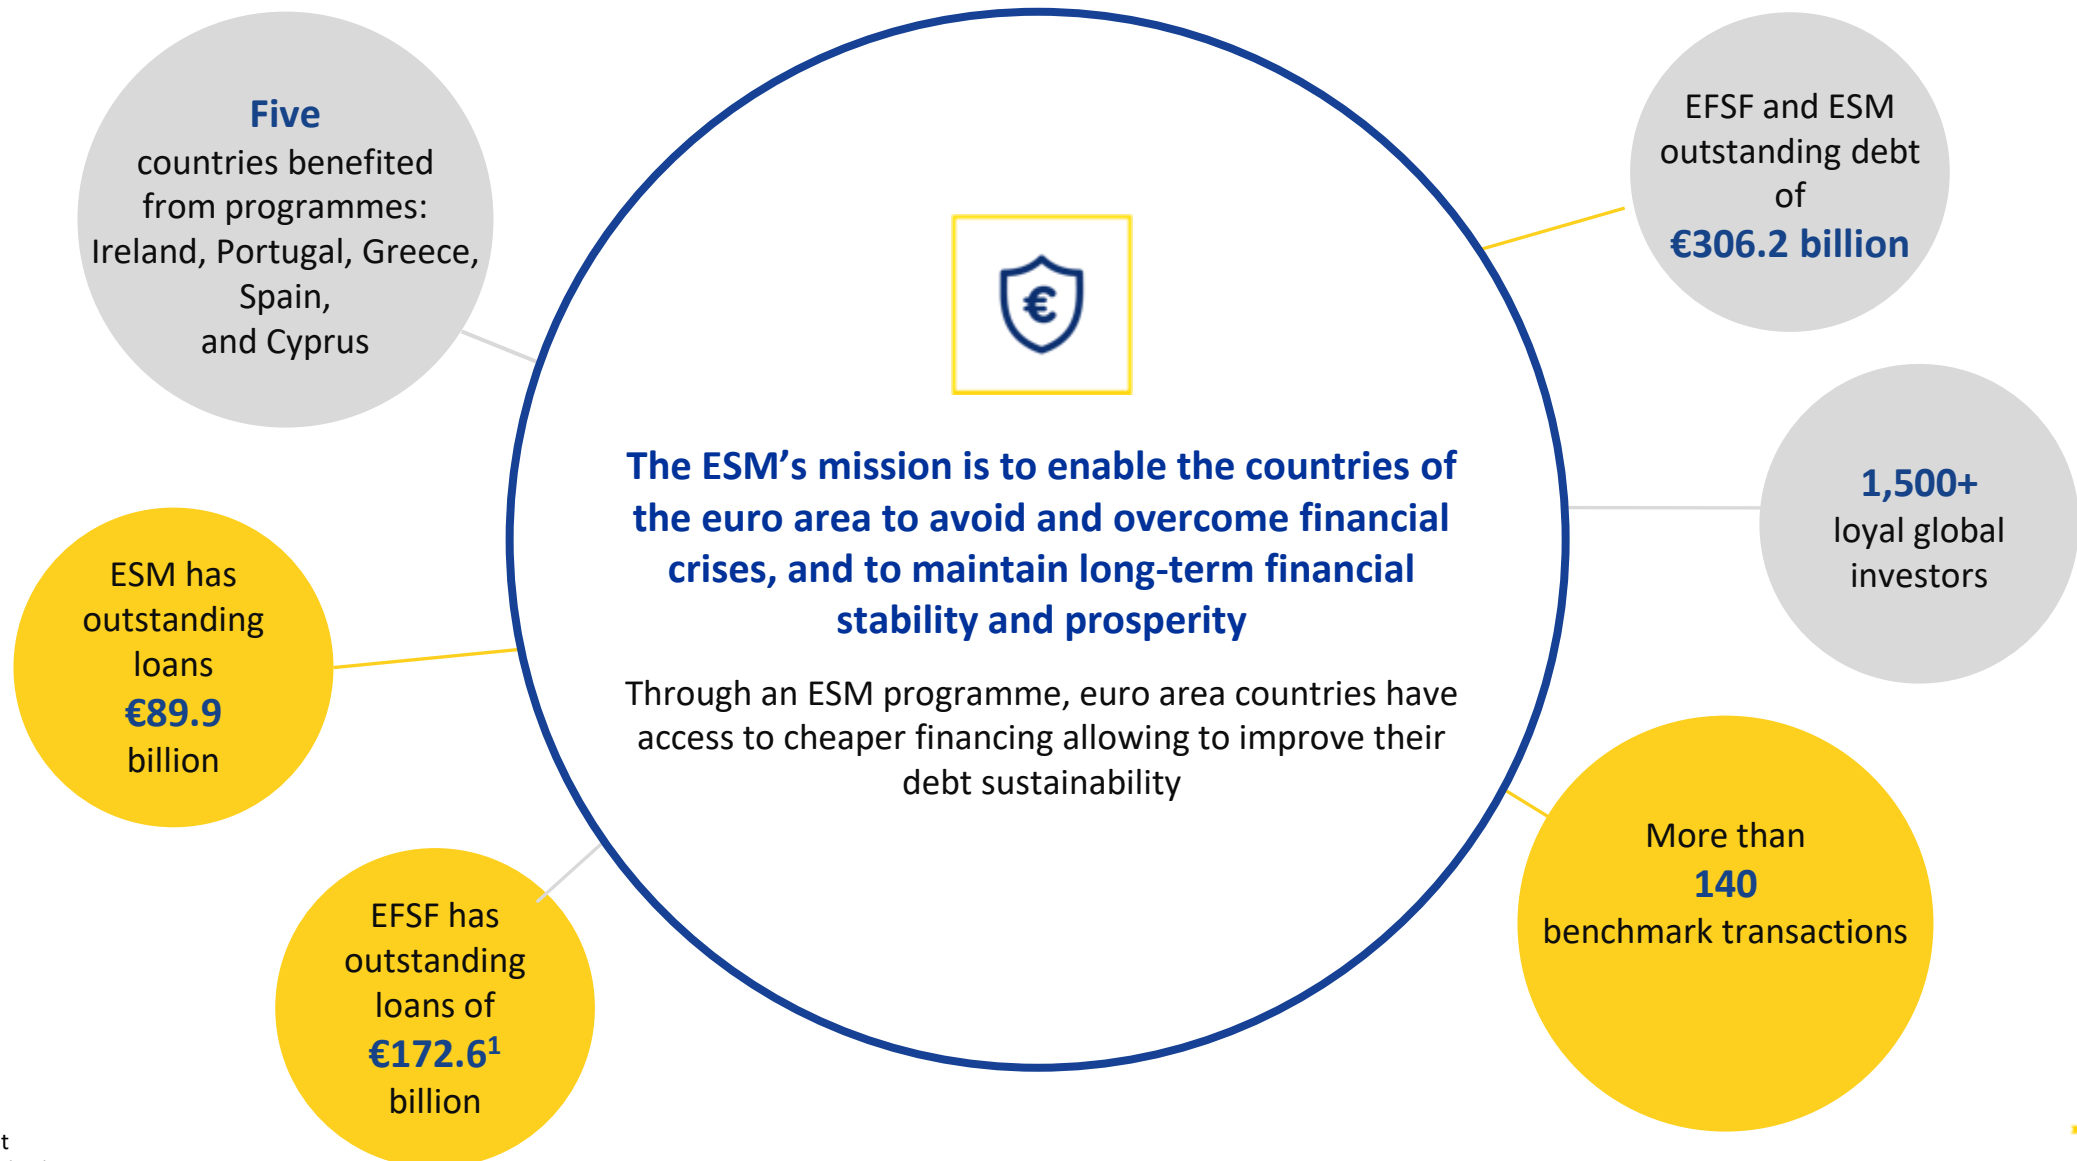 Five
countries benefited
from programmes:
Ireland, Portugal, Greece,
Spain,
and Cyprus
ESM has
outstanding
loans
€89.9
billion
EFSF has
outstanding
loans of
€172.6¹
billion
€
The ESM’s mission is to enable the countries of
the euro area to avoid and overcome financial
crises, and to maintain long-term financial
stability and prosperity
Through an ESM programme, euro area countries have
access to cheaper financing allowing to improve their
debt sustainability
EFSF and ESM
outstanding debt
of
€306.2 billion
1,500+
loyal global
investors
More than
140
benchmark transactions